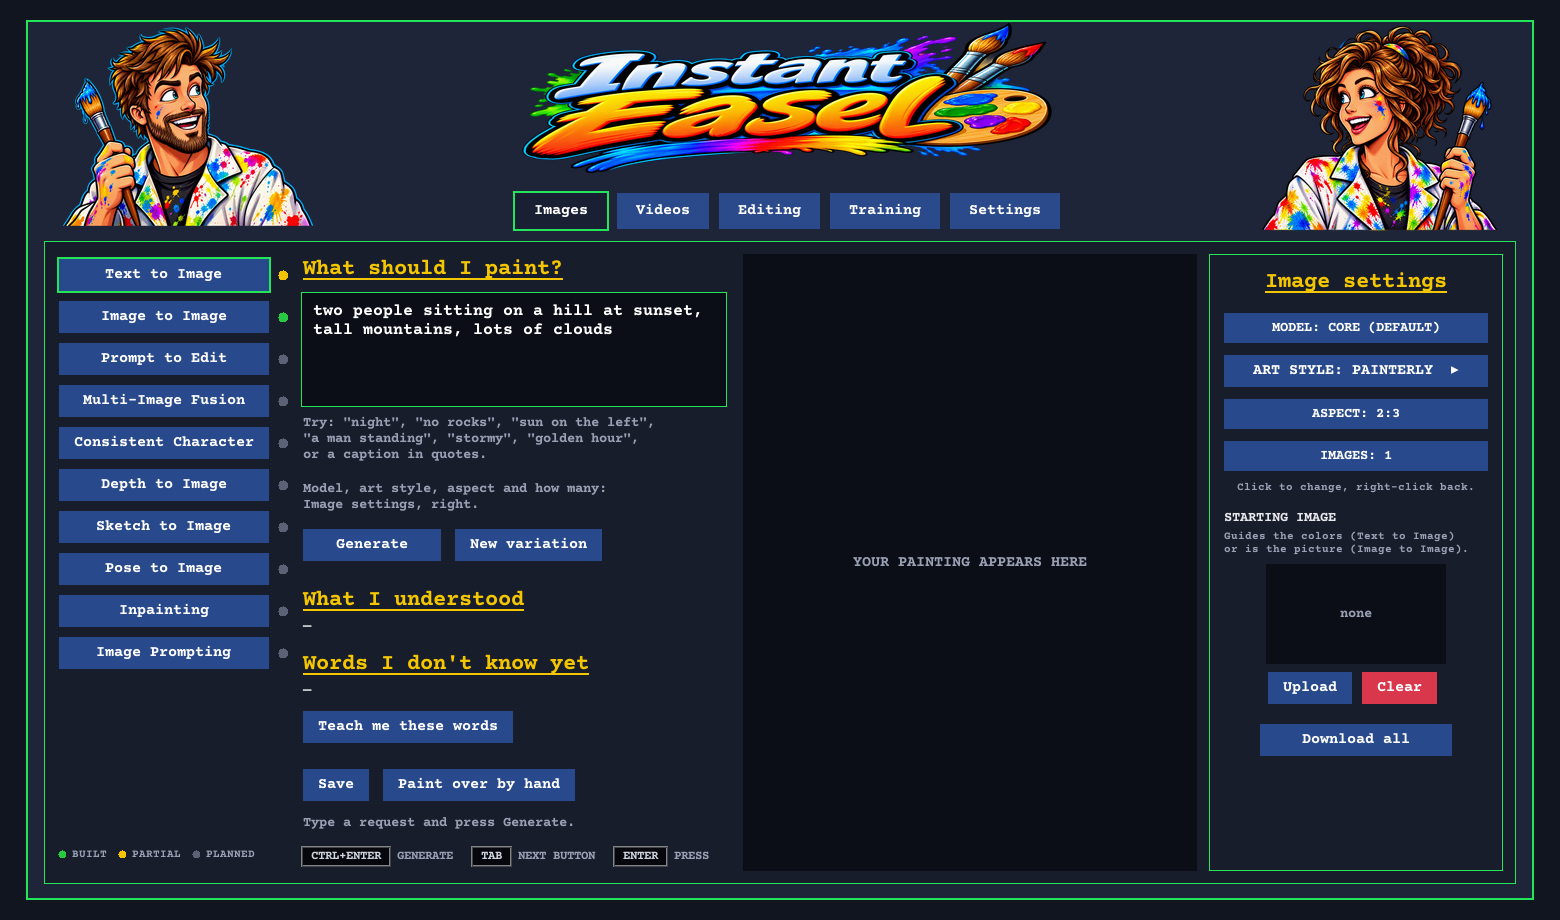 Instant
Easel
Images
Videos
Editing
Training
Settings
Text to Image
Image to Image
Prompt to Edit
Multi-Image Fusion
Consistent Character
Depth to Image
Sketch to Image
Pose to Image
Inpainting
Image Prompting
BUILT
PARTIAL
PLANNED
What should I paint?
two people sitting on a hill at sunset,
tall mountains, lots of clouds
Try: "night", "no rocks", "sun on the left",
"a man standing", "stormy", "golden hour",
or a caption in quotes.
Model, art style, aspect and how many:
Image settings, right.
Generate
New variation
What I understood
—
Words I don't know yet
—
Teach me these words
Save
Paint over by hand
Type a request and press Generate.
CTRL+ENTER GENERATE
TAB NEXT BUTTON
ENTER PRESS
YOUR PAINTING APPEARS HERE
Image settings
MODEL: CORE (DEFAULT)
ART STYLE: PAINTERLY ►
ASPECT: 2:3
IMAGES: 1
Click to change, right-click back.
STARTING IMAGE
Guides the colors (Text to Image)
or is the picture (Image to Image).
none
Upload
Clear
Download all